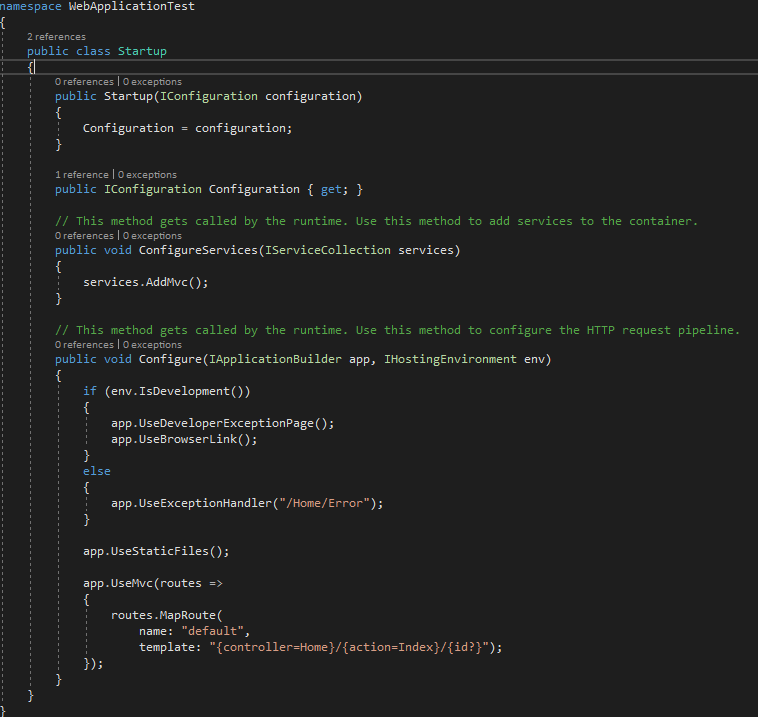 namespace WebApplicationTest
{
2 references
public class Startup
{
0 references | 0 exceptions
public Startup(IConfiguration configuration)
{
Configuration = configuration;
}
1 reference | 0 exceptions
public IConfiguration Configuration { get; }
// This method gets called by the runtime. Use this method to add services to the container.
0 references | 0 exceptions
public void ConfigureServices(IServiceCollection services)
{
services.AddMvc();
}
// This method gets called by the runtime. Use this method to configure the HTTP request pipeline.
0 references | 0 exceptions
public void Configure(IApplicationBuilder app, IHostingEnvironment env)
{
if (env.IsDevelopment())
{
app.UseDeveloperExceptionPage();
app.UseBrowserLink();
}
else
{
app.UseExceptionHandler("/Home/Error");
}
app.UseStaticFiles();
app.UseMvc(routes =>
{
routes.MapRoute(
name: "default",
template: "{controller=Home}/{action=Index}/{id?}");
});
}
}
}